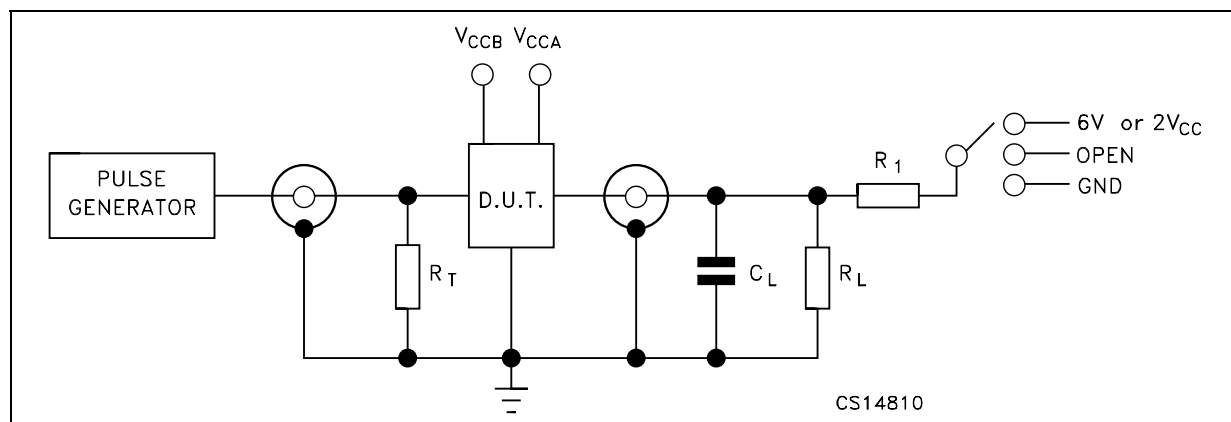 VCCB VCCA
6V or 2VCC
OPEN
GND
R1
PULSE
GENERATOR
D.U.T.
RT
CL
RL
CS14810